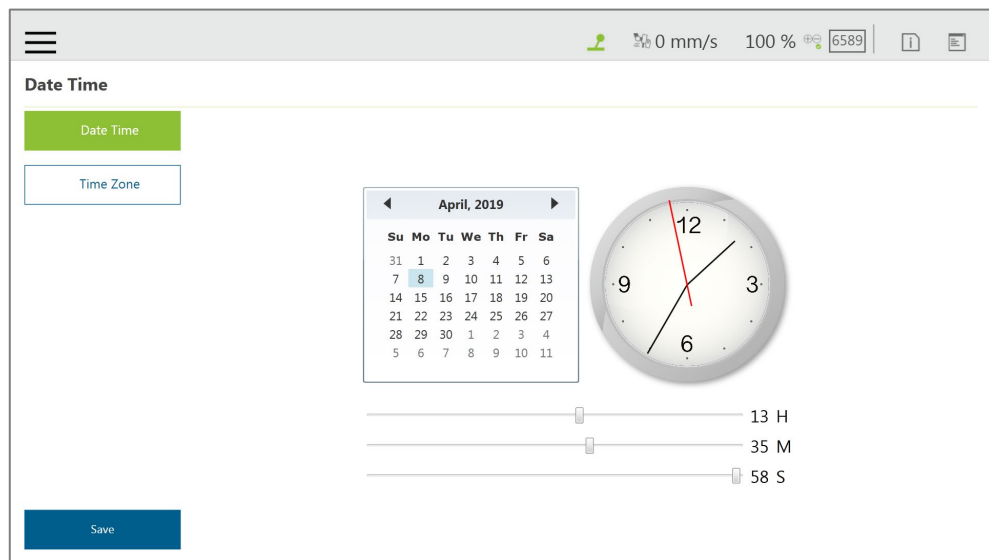 0 mm/s 100 % 6589
Date Time
Date Time
Time Zone
April, 2019
Su Mo Tu We Th Fr Sa
31 1 2 3 4 5 6
7 8 9 10 11 12 13
14 15 16 17 18 19 20
21 22 23 24 25 26 27
28 29 30 1 2 3 4
5 6 7 8 9 10 11
12
9 3
6
13 H
35 M
58 S
Save